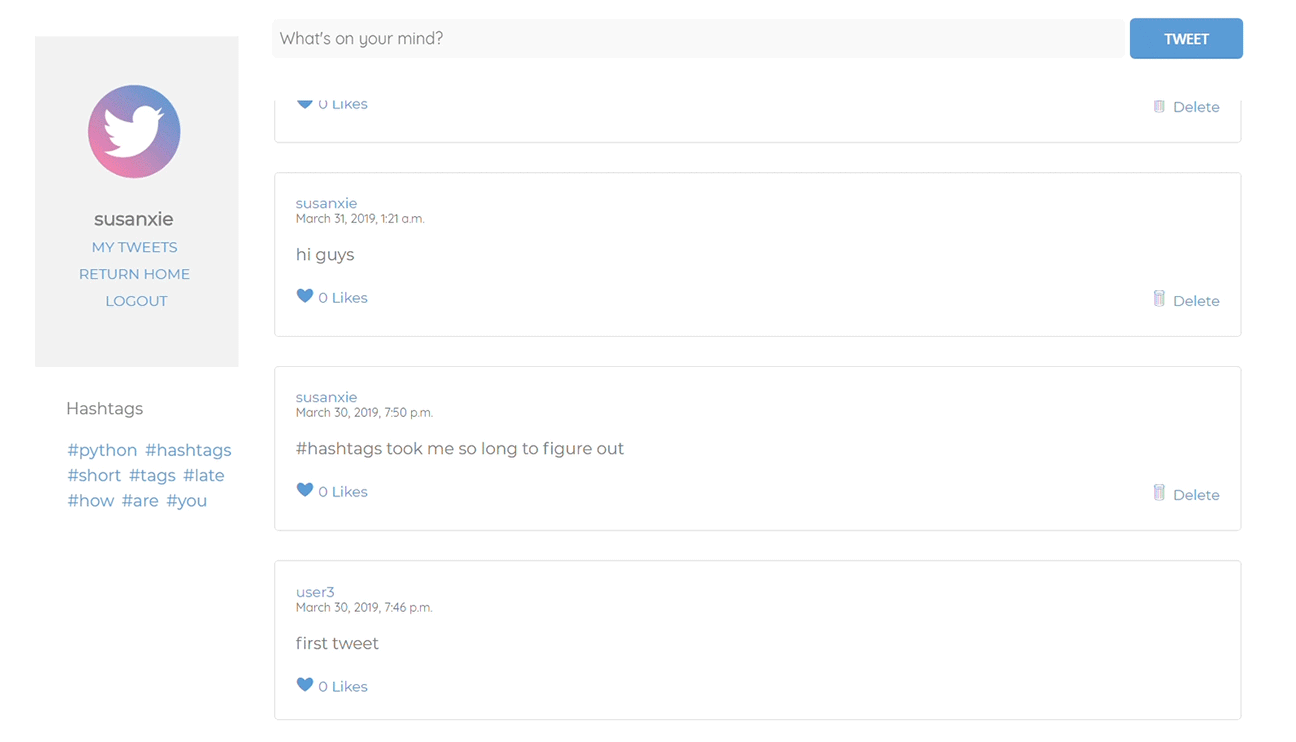 What's on your mind?
TWEET
susanxie
MY TWEETS
RETURN HOME
LOGOUT
Hashtags
#python #hashtags
#short #tags #late
#how #are #you
0 Likes
Delete
susanxie
March 31, 2019, 1:21 a.m.
hi guys
0 Likes
Delete
susanxie
March 30, 2019, 7:50 p.m.
#hashtags took me so long to figure out
0 Likes
Delete
user3
March 30, 2019, 7:46 p.m.
first tweet
0 Likes